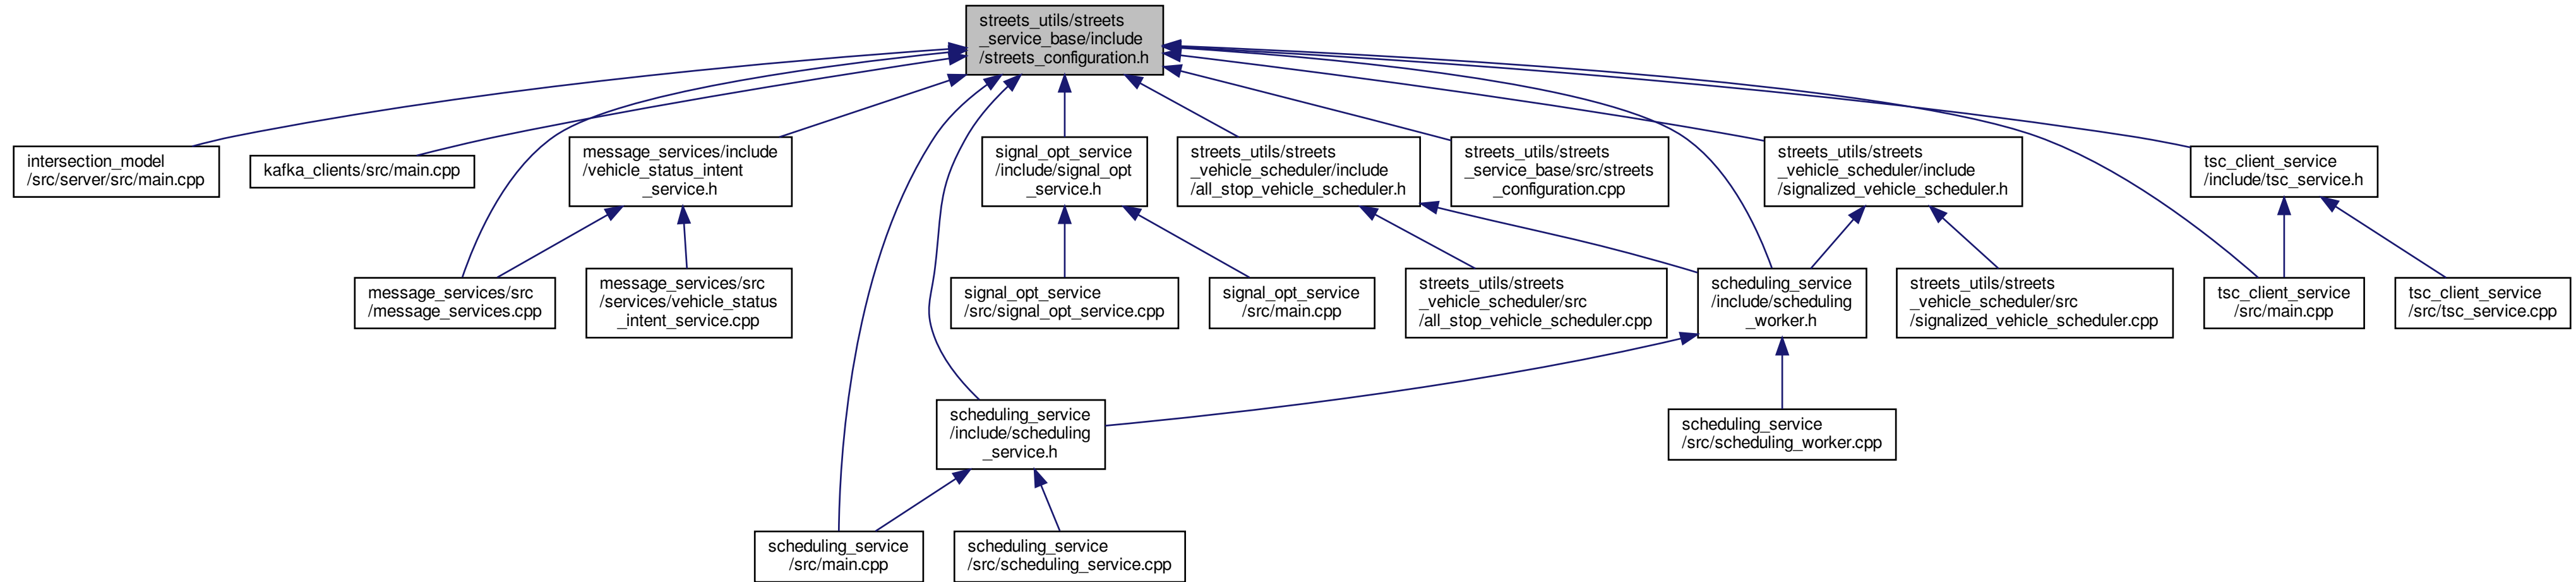 streets_utils/streets
_service_base/include
/streets_configuration.h
intersection_model
/src/server/src/main.cpp
kafka_clients/src/main.cpp
message_services/include
/vehicle_status_intent
_service.h
signal_opt_service
/include/signal_opt
_service.h
streets_utils/streets
_vehicle_scheduler/include
/all_stop_vehicle_scheduler.h
streets_utils/streets
_service_base/src/streets
_configuration.cpp
streets_utils/streets
_vehicle_scheduler/include
/signalized_vehicle_scheduler.h
tsc_client_service
/include/tsc_service.h
message_services/src
/message_services.cpp
message_services/src
/services/vehicle_status
_intent_service.cpp
signal_opt_service
/src/signal_opt_service.cpp
signal_opt_service
/src/main.cpp
streets_utils/streets
_vehicle_scheduler/src
/all_stop_vehicle_scheduler.cpp
scheduling_service
/include/scheduling
_worker.h
streets_utils/streets
_vehicle_scheduler/src
/signalized_vehicle_scheduler.cpp
tsc_client_service
/src/main.cpp
tsc_client_service
/src/tsc_service.cpp
scheduling_service
/include/scheduling
_service.h
scheduling_service
/src/scheduling_worker.cpp
scheduling_service
/src/main.cpp
scheduling_service
/src/scheduling_service.cpp